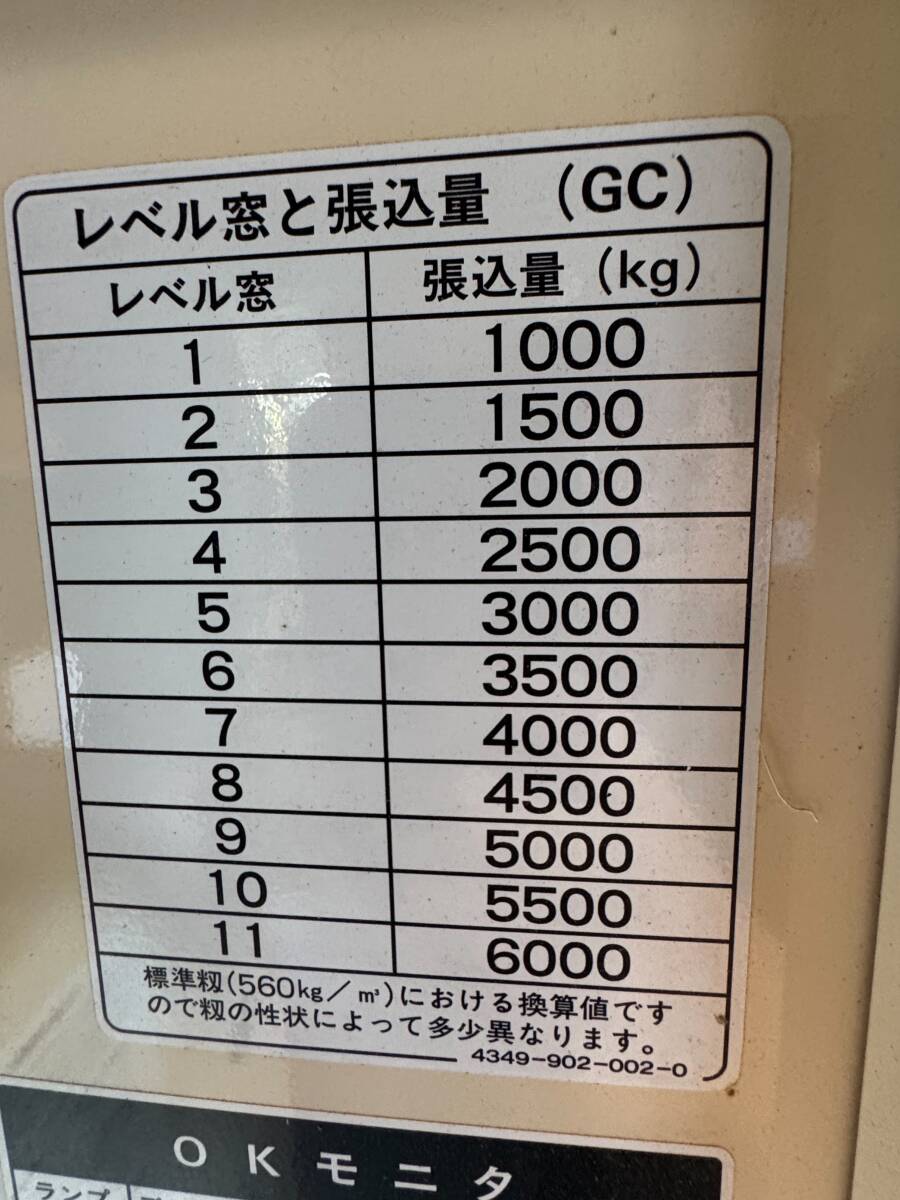 レベル窓と張込量 (GC)
レベル窓 張込量 (kg)
1 1000
2 1500
3 2000
4 2500
5 3000
6 3500
7 4000
8 4500
9 5000
10 5500
11 6000
標準籾(560kg/㎥)における換算値です
ので籾の性状によって多少異なります。
4349-902-002-0
OKモニタ
ランプ